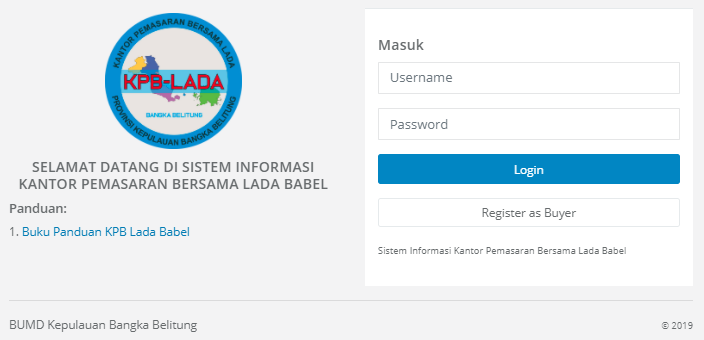 KANTOR PEMASARAN BERSAMA LADA
KPB-LADA
BANGKA BELITUNG
PROVINSI KEPULAUAN BANGKA BELITUNG
SELAMAT DATANG DI SISTEM INFORMASI
KANTOR PEMASARAN BERSAMA LADA BABEL
Panduan:
1. Buku Panduan KPB Lada Babel
Masuk
Username
Password
Login
Register as Buyer
Sistem Informasi Kantor Pemasaran Bersama Lada Babel
BUMD Kepulauan Bangka Belitung
© 2019